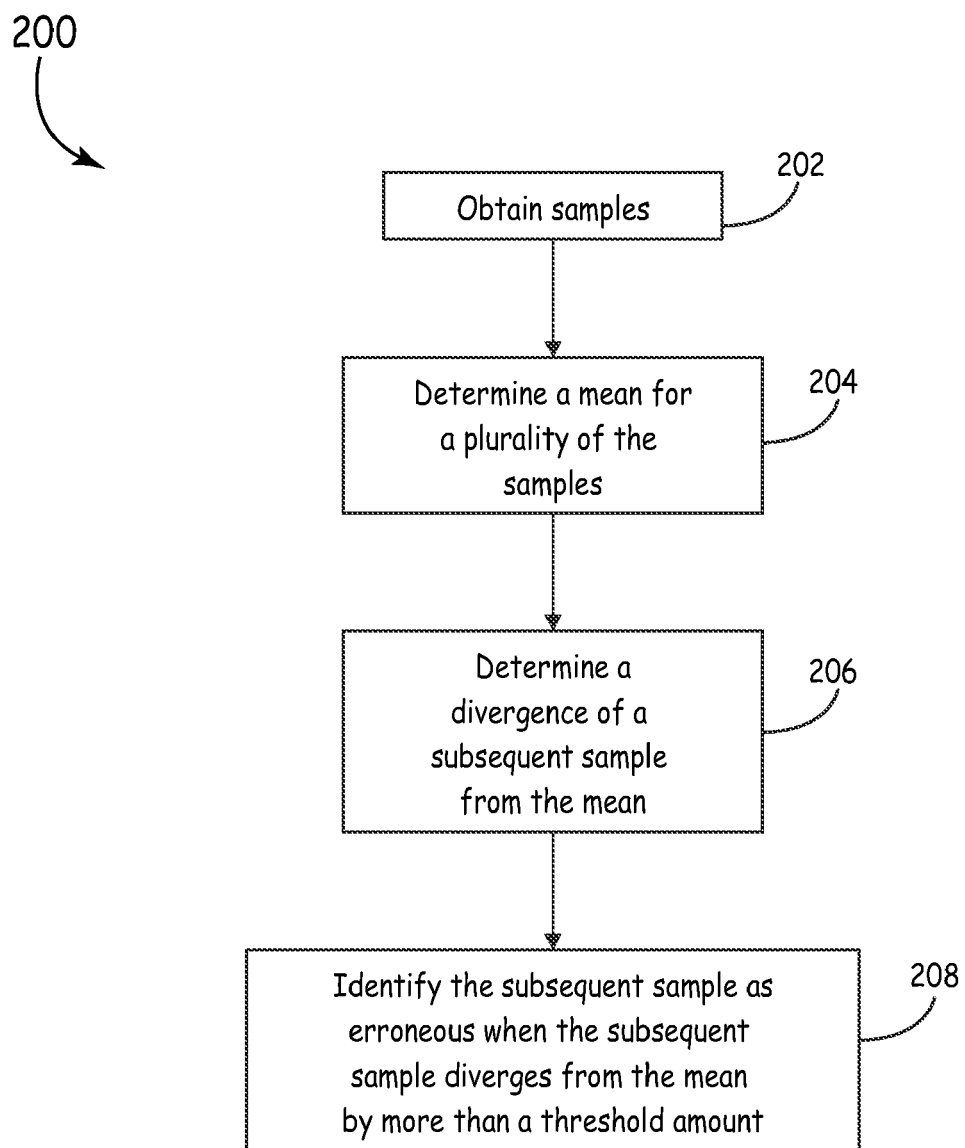 200
202
Obtain samples
204
Determine a mean for
a plurality of the
samples
206
Determine a
divergence of a
subsequent sample
from the mean
208
Identify the subsequent sample as
erroneous when the subsequent
sample diverges from the mean
by more than a threshold amount